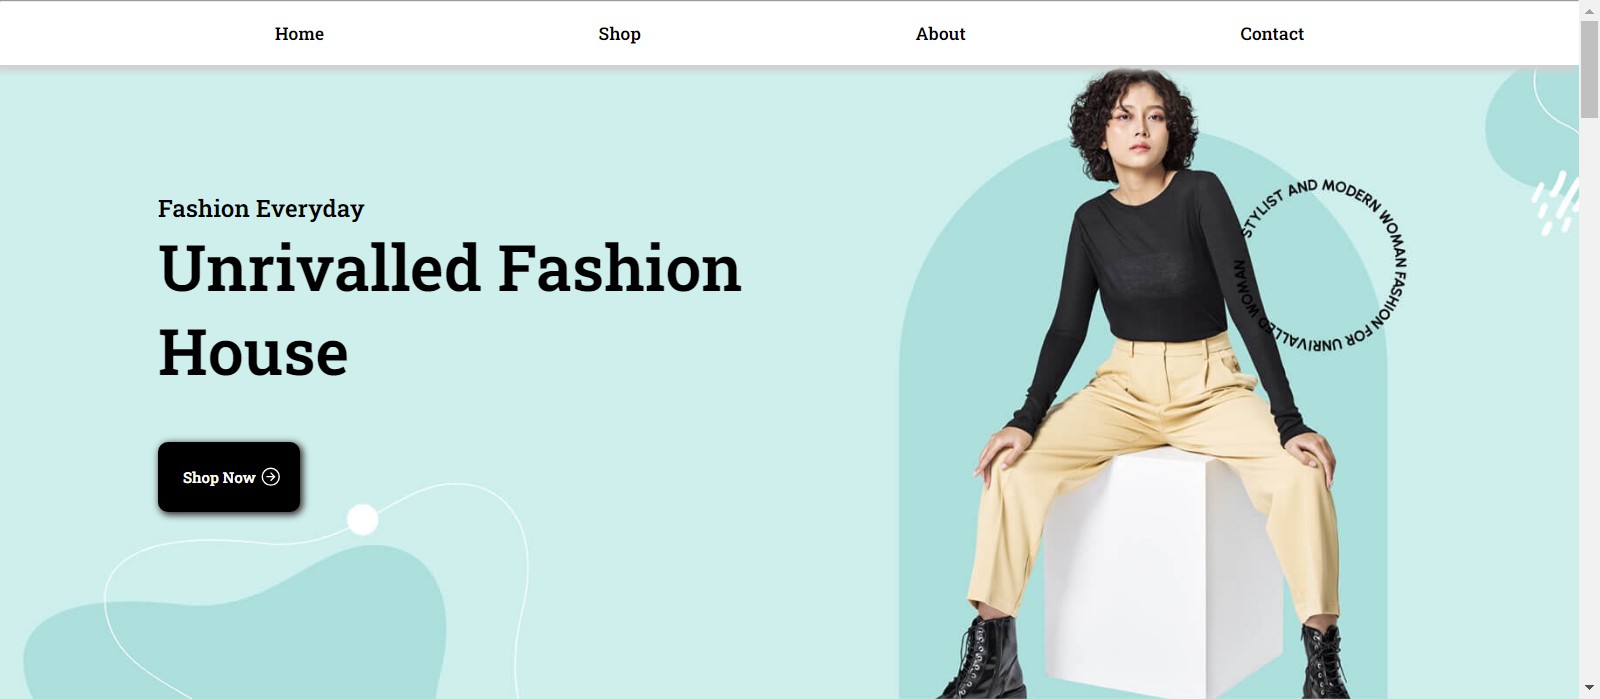 Home
Shop
About
Contact
Fashion Everyday
Unrivalled Fashion
House
Shop Now
STYLIST AND MODERN WOMAN FASHION FOR UNRIVALLED WOMAN